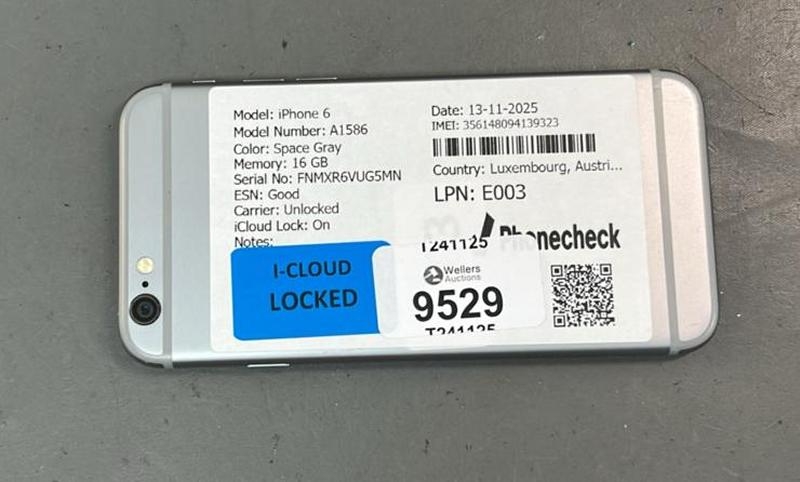 Model: iPhone 6
Model Number: A1586
Color: Space Gray
Memory: 16 GB
Serial No: FNMXR6VUG5MN
ESN: Good
Carrier: Unlocked
iCloud Lock: On
Notes:
Date: 13-11-2025
IMEI: 356148094139323
Country: Luxembourg, Austri...
LPN: E003
Phonecheck
I-CLOUD
LOCKED
T241125
Wellers
Auctions
9529
T241125